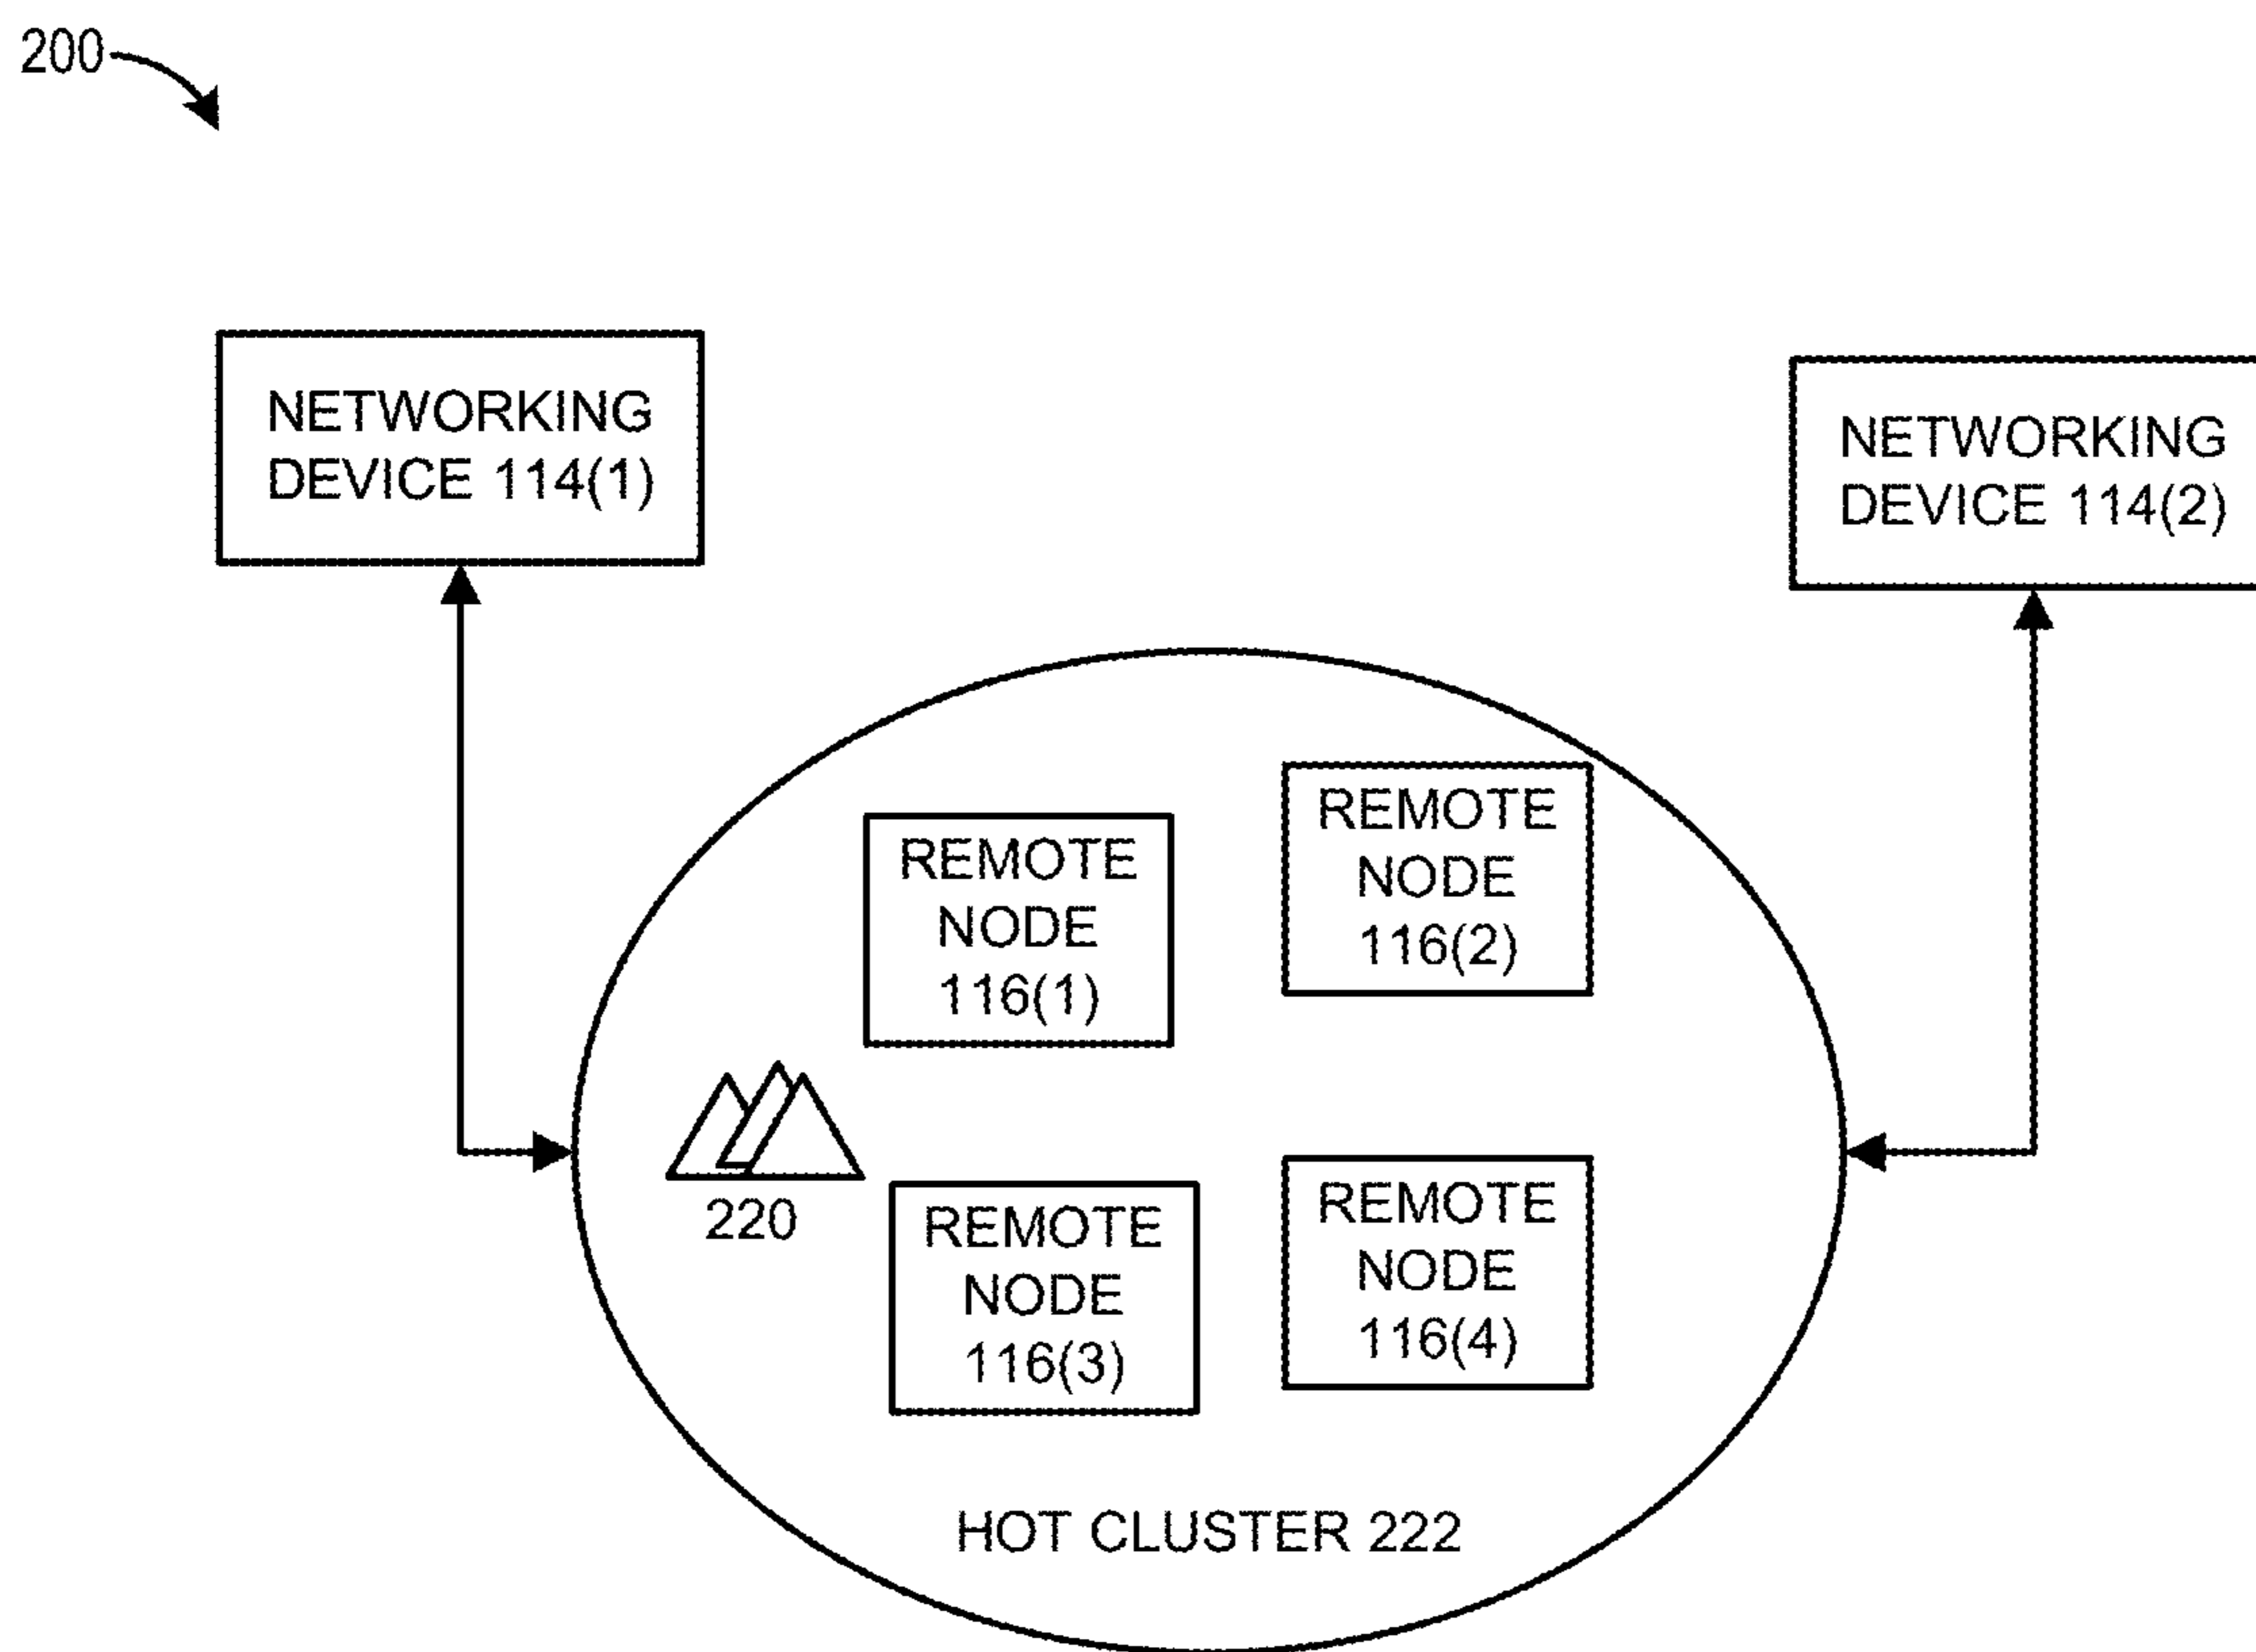 200
NETWORKING
DEVICE 114(1)
NETWORKING
DEVICE 114(2)
REMOTE
NODE
116(1)
REMOTE
NODE
116(2)
220
REMOTE
NODE
116(3)
REMOTE
NODE
116(4)
HOT CLUSTER 222